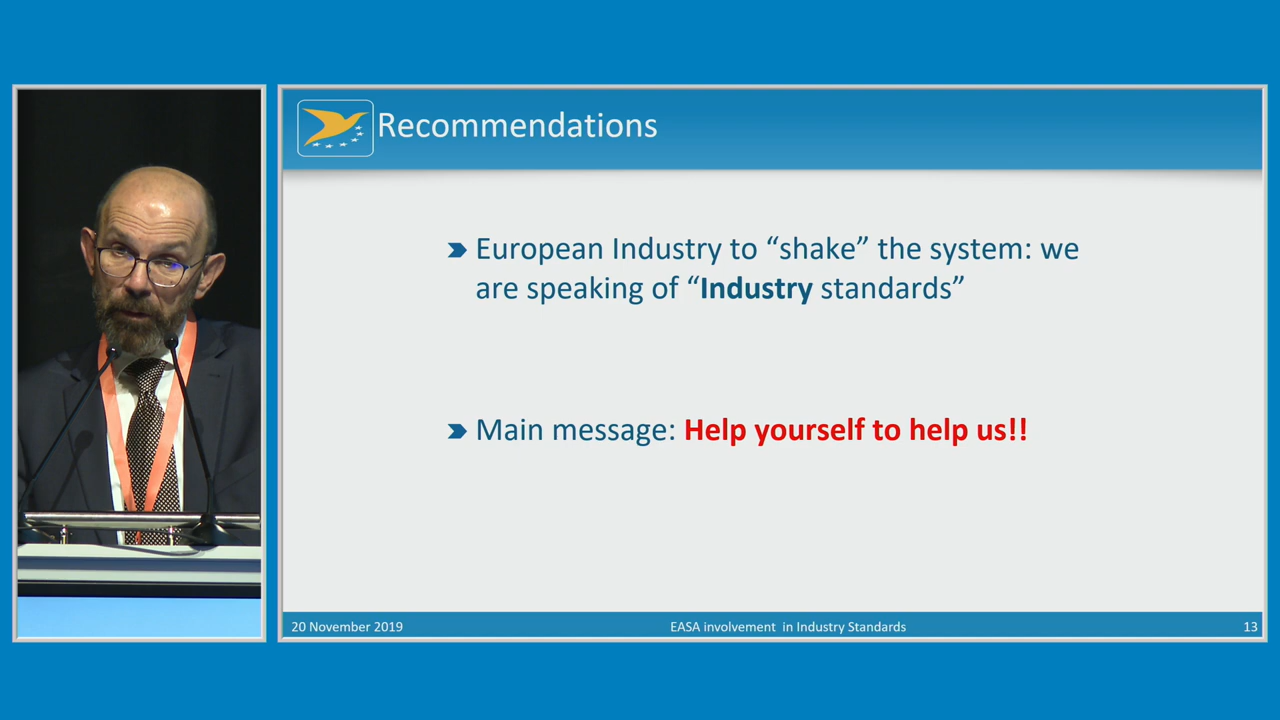 Recommendations
European Industry to “shake” the system: we
are speaking of “Industry standards”
Main message: Help yourself to help us!!
20 November 2019 EASA involvement in Industry Standards 13